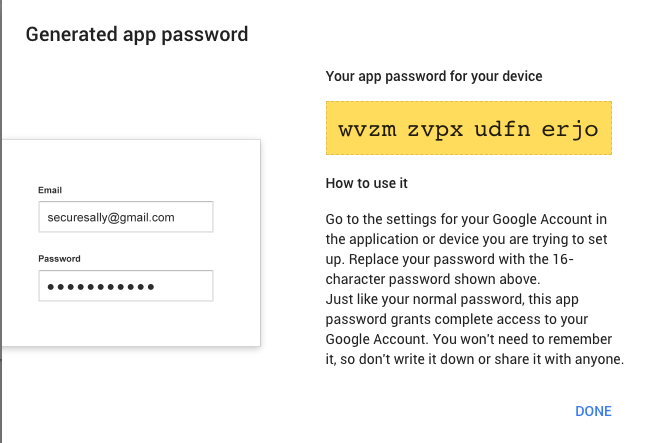 Generated app password
Your app password for your device
wvzm zvpx udfn erjo
Email
securesally@gmail.com
Password
How to use it
Go to the settings for your Google Account in
the application or device you are trying to set
up. Replace your password with the 16-
character password shown above.
Just like your normal password, this app
password grants complete access to your
Google Account. You won't need to remember
it, so don't write it down or share it with anyone.
DONE